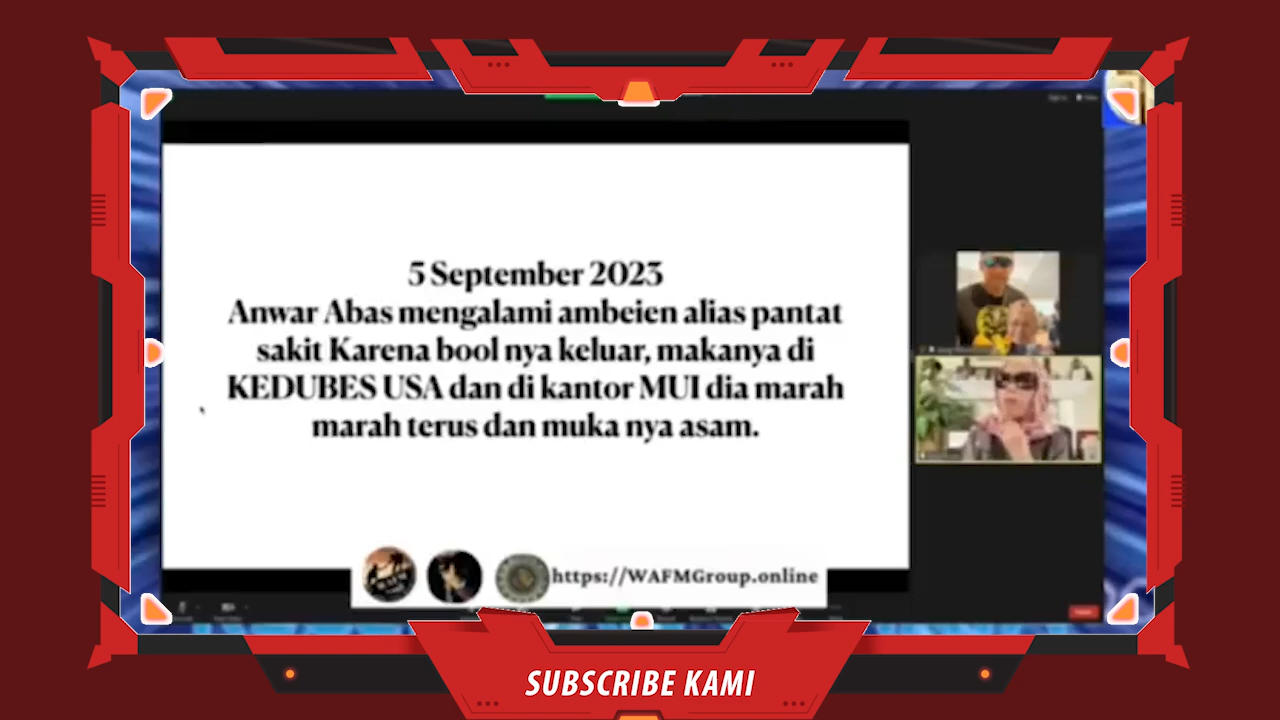 5 September 2023
Anwar Abas mengalami ambeien alias pantat
sakit Karena bool nya keluar, makanya di
KEDUBES USA dan di kantor MUI dia marah
marah terus dan muka nya asam.
https://WAFMGroup.online
SUBSCRIBE KAMI